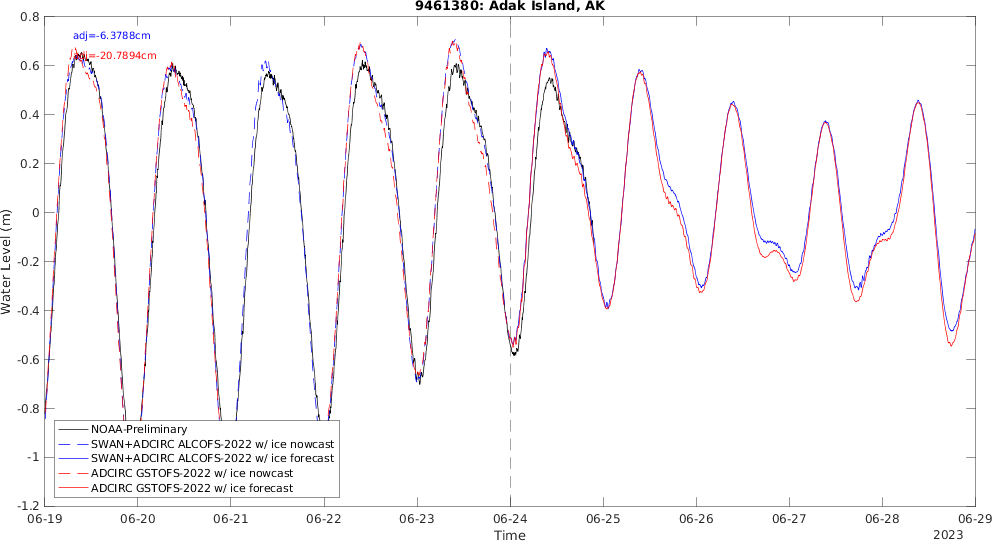 9461380: Adak Island, AK
0.8
adj=-6.3788cm
adj=-20.7894cm
0.6
0.4
0.2
0
-0.2
-0.4
-0.6
-0.8
-1
-1.2
Water Level (m)
NOAA-Preliminary
SWAN+ADCIRC ALCOFS-2022 w/ ice nowcast
SWAN+ADCIRC ALCOFS-2022 w/ ice forecast
ADCIRC GSTOFS-2022 w/ ice nowcast
ADCIRC GSTOFS-2022 w/ ice forecast
06-19 06-20 06-21 06-22 06-23 06-24 06-25 06-26 06-27 06-28 06-29
Time
2023